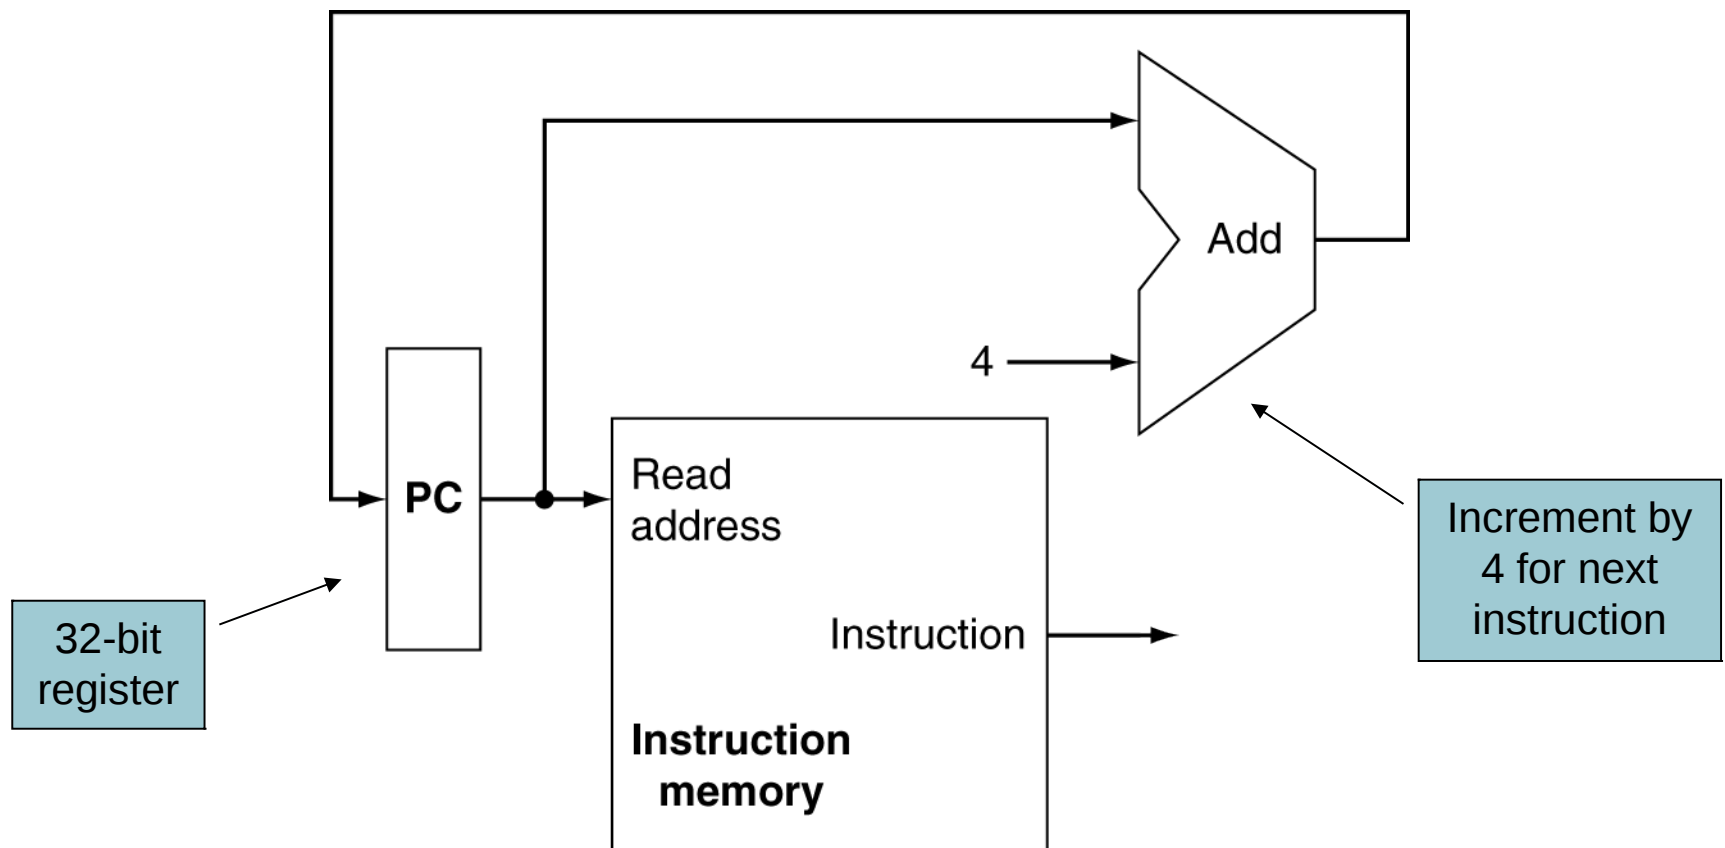 Add
4
PC
Read
address
Instruction
Instruction
memory
32-bit
register
Increment by
4 for next
instruction